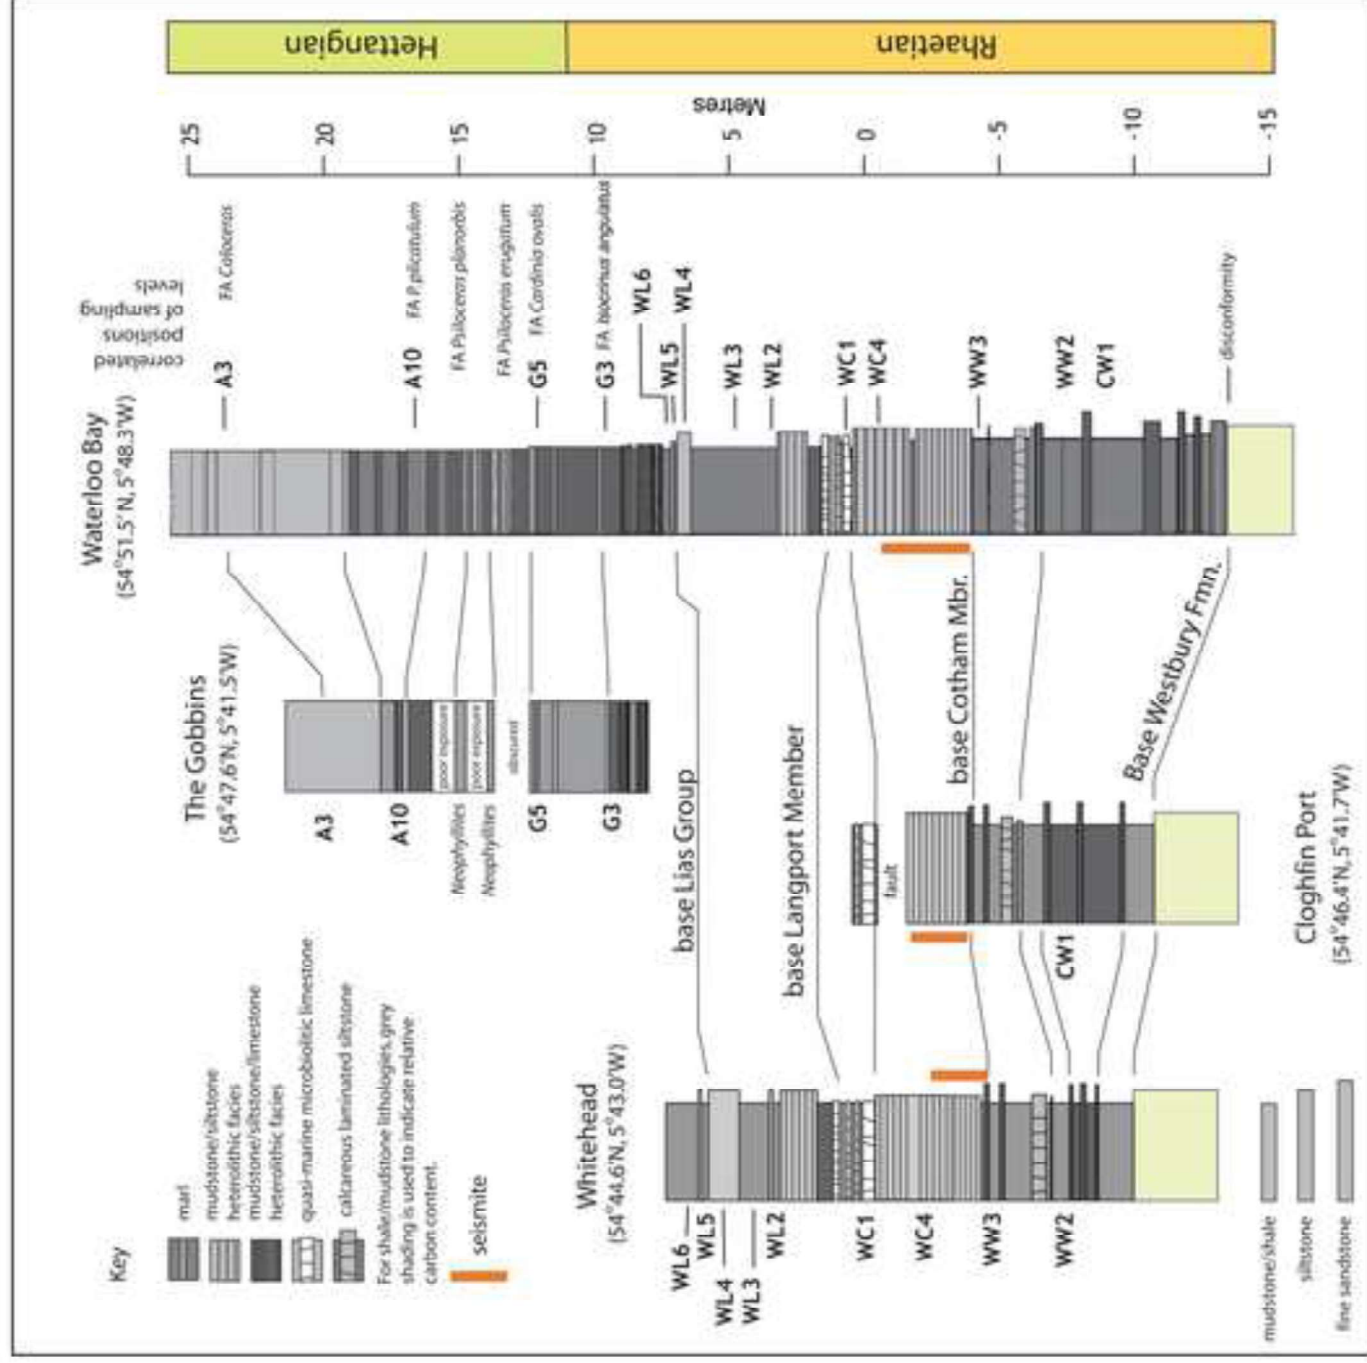 Key
marl
mudstone/siltstone
heterolithic facies
mudstone/siltstone/limestone
heterolithic facies
quasi-marine microbiolitic limestone
calcareous laminated siltstone
For shale/mudstone lithologies, grey
shading is used to indicate relative
carbon content.
seismite
The Gobbins
(54°47.6'N, 5°41.5'W)
A3
A10
Neophyllites
Neophyllites
G5
G3
poor exposure
poor exposure
obscured
Waterloo Bay
(54°51.5'N, 5°48.3'W)
correlated
positions
of sampling
levels
A3
FA Caloceras
A10
FA P. plicatulum
FA Psiloceras planorbis
FA Psiloceras erugatum
G5
FA Cardinia ovalis
G3
FA Isocrinus angulatus
WL6
WL5
WL4
WL3
WL2
WC1
WC4
WW3
WW2
CW1
disconformity
25
20
15
10
5
0
-5
-10
-15
Metres
Hettangian
Rhaetian
base Lias Group
base Langport Member
base Cotham Mbr.
Base Westbury Fmn.
Whitehead
(54°44.6'N, 5°43.0'W)
WL6
WL5
WL4
WL3
WL2
WC1
WC4
WW3
WW2
fault
CW1
Cloghfin Port
(54°46.4'N, 5°41.7'W)
mudstone/shale
siltstone
fine sandstone